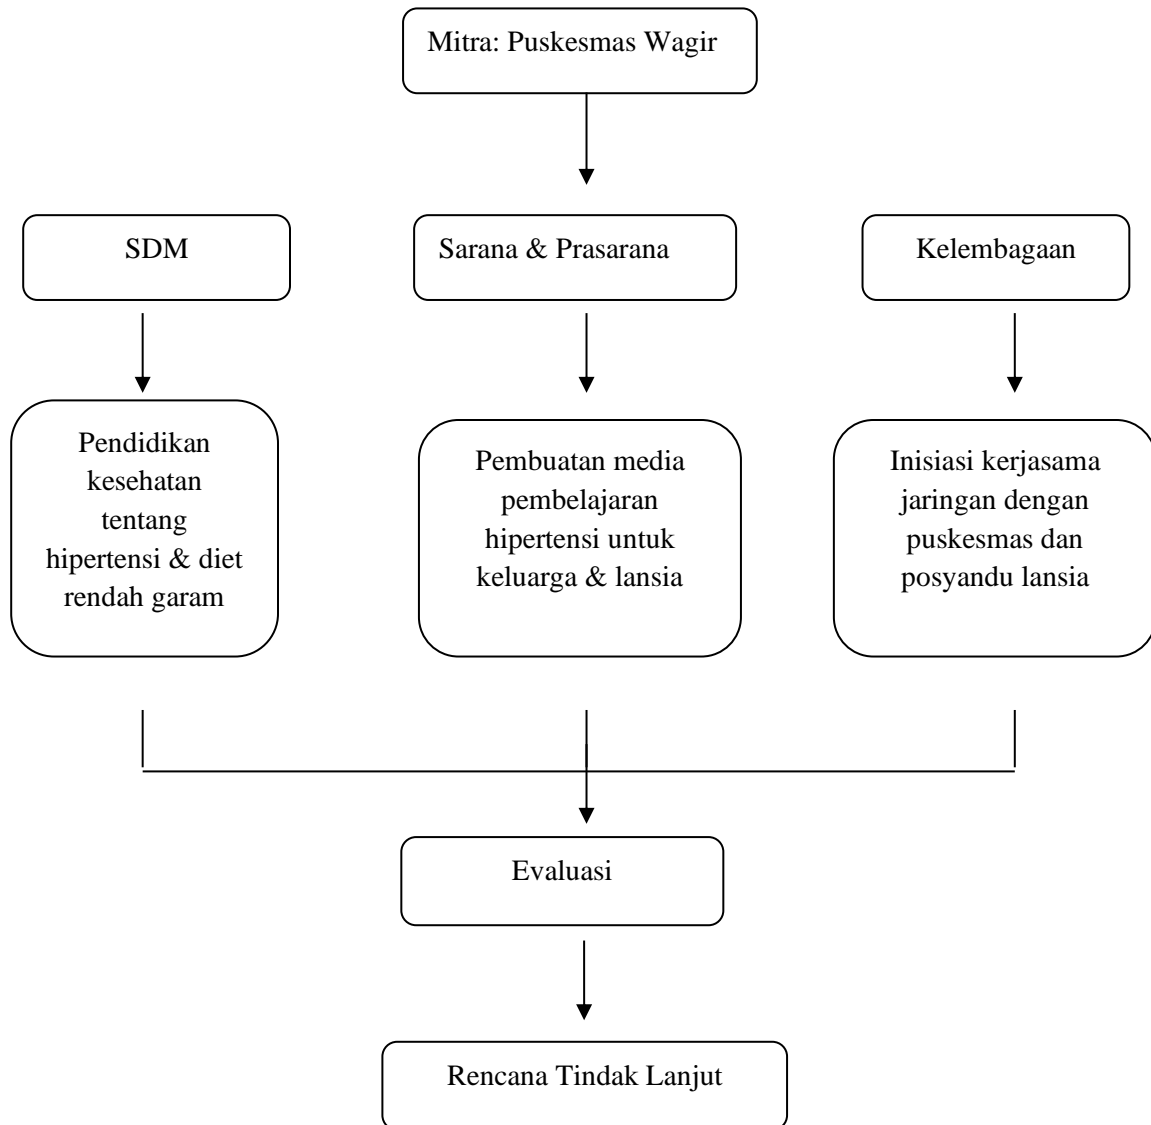 Mitra: Puskesmas Wagir
SDM
Sarana & Prasarana
Kelembagaan
Pendidikan
kesehatan
tentang
hipertensi & diet
rendah garam
Pembuatan media
pembelajaran
hipertensi untuk
keluarga & lansia
Inisiasi kerjasama
jaringan dengan
puskesmas dan
posyandu lansia
Evaluasi
Rencana Tindak Lanjut